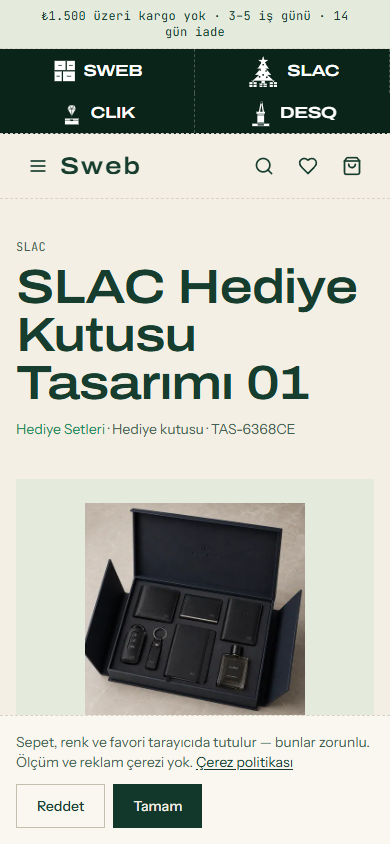 ₺1.500 üzeri kargo yok · 3–5 iş günü · 14
gün iade
SWEB
SLAC
CLIK
DESQ
Sweb
SLAC
SLAC Hediye
Kutusu
Tasarımı 01
Hediye Setleri · Hediye kutusu · TAS-6368CE
Sepet, renk ve favori tarayıcıda tutulur — bunlar zorunlu.
Ölçüm ve reklam çerezi yok. Çerez politikası
Reddet
Tamam